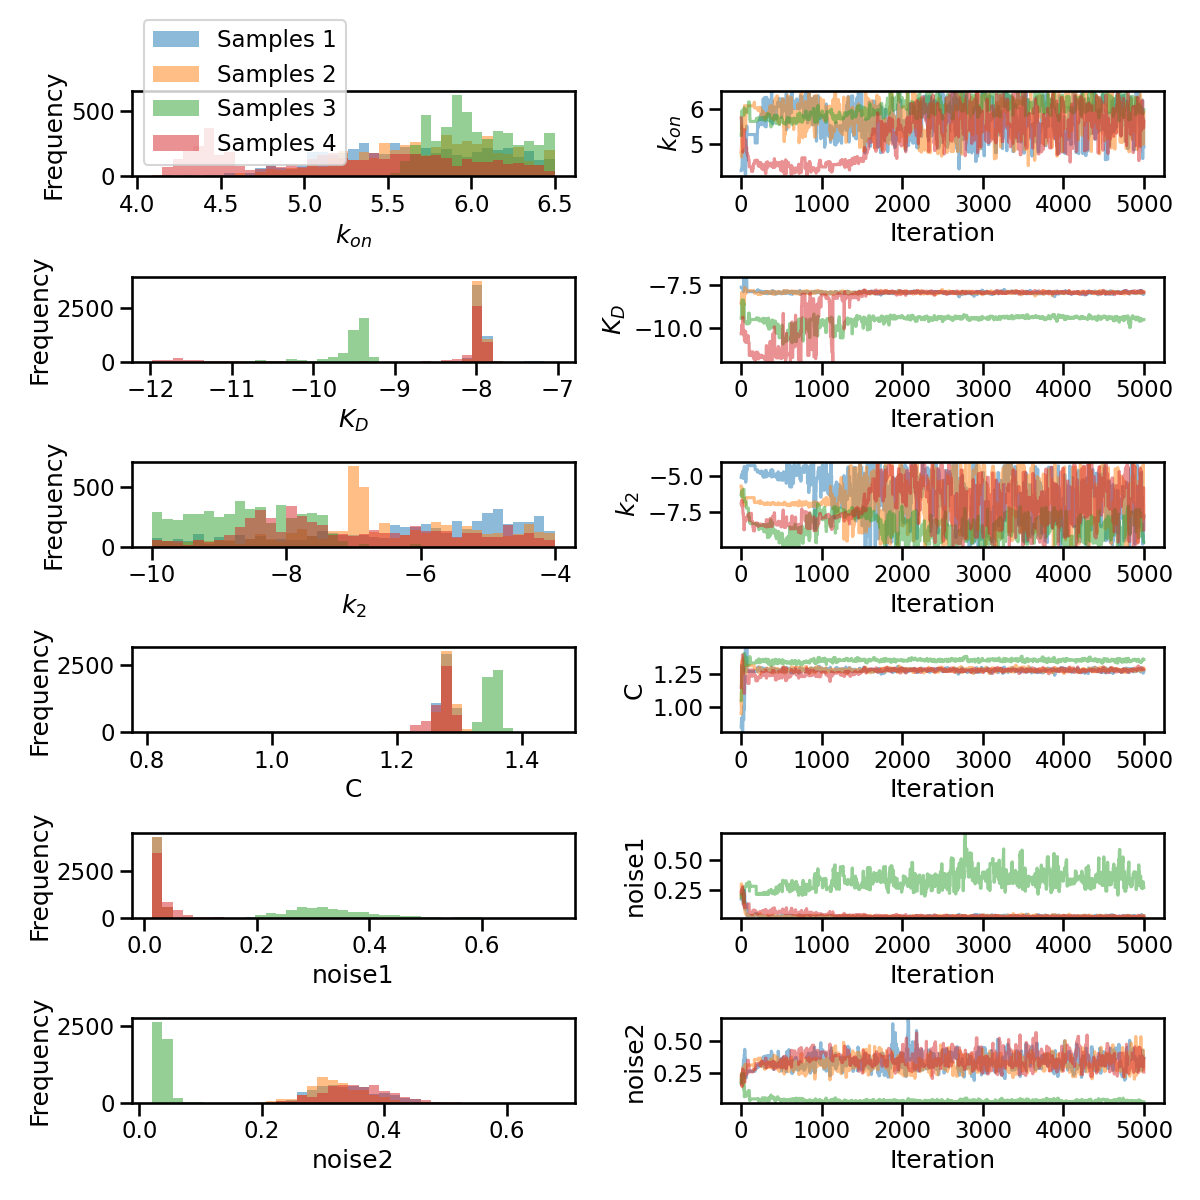 Samples 1
Samples 2
Samples 3
Samples 4
Frequency
500
0
4.0 4.5 5.0 5.5 6.0 6.5
k_on
k_on
6
5
0 1000 2000 3000 4000 5000
Iteration
Frequency
2500
0
−12 −11 −10 −9 −8 −7
K_D
K_D
−7.5
−10.0
0 1000 2000 3000 4000 5000
Iteration
Frequency
500
0
−10 −8 −6 −4
k_2
k_2
−5.0
−7.5
0 1000 2000 3000 4000 5000
Iteration
Frequency
2500
0
0.8 1.0 1.2 1.4
C
C
1.25
1.00
0 1000 2000 3000 4000 5000
Iteration
Frequency
2500
0
0.0 0.2 0.4 0.6
noise1
noise1
0.50
0.25
0 1000 2000 3000 4000 5000
Iteration
Frequency
2500
0
0.0 0.2 0.4 0.6
noise2
noise2
0.50
0.25
0 1000 2000 3000 4000 5000
Iteration